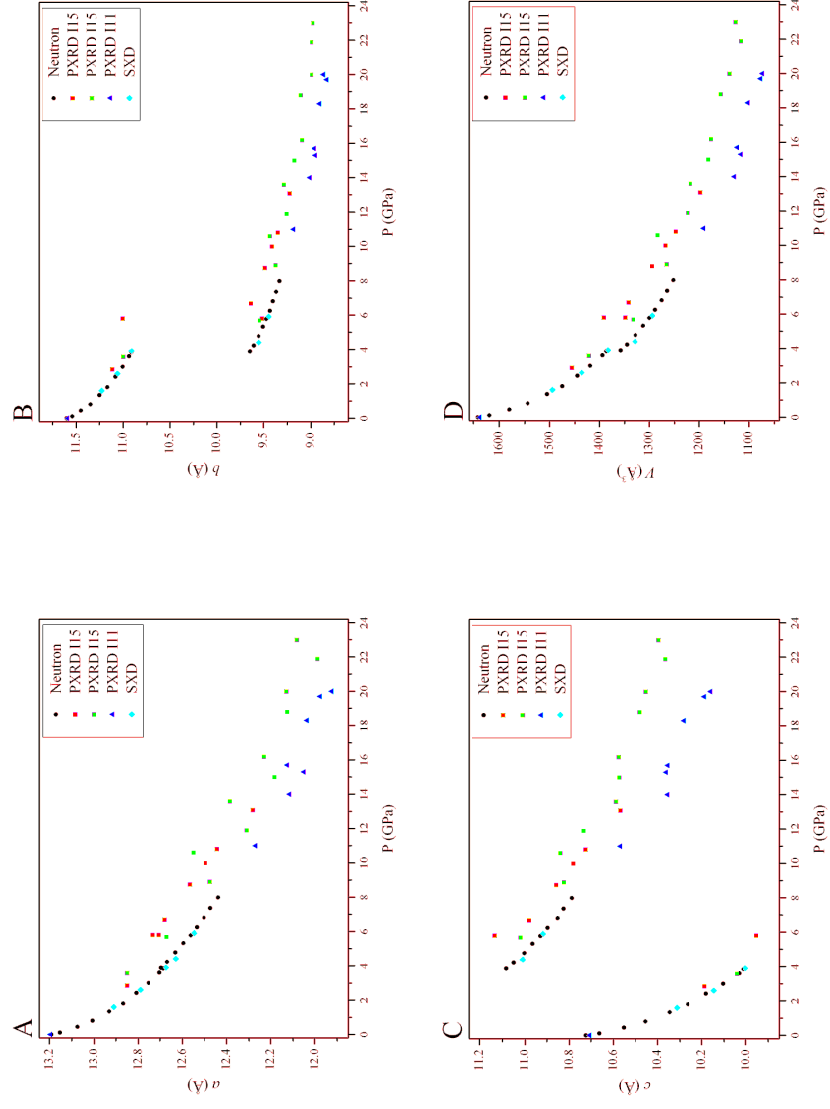 A
a (Å)
13.2
13.0
12.8
12.6
12.4
12.2
12.0
0
2
4
6
8
10
12
14
16
18
20
22
24
P (GPa)
Neutron
PXRD I15
PXRD I15
PXRD I11
SXD
B
b (Å)
11.5
11.0
10.5
10.0
9.5
9.0
0
2
4
6
8
10
12
14
16
18
20
22
24
P (GPa)
Neutron
PXRD I15
PXRD I15
PXRD I11
SXD
C
c (Å)
11.2
11.0
10.8
10.6
10.4
10.2
10.0
0
2
4
6
8
10
12
14
16
18
20
22
24
P (GPa)
Neutron
PXRD I15
PXRD I15
PXRD I11
SXD
D
V (Å³)
1600
1500
1400
1300
1200
1100
0
2
4
6
8
10
12
14
16
18
20
22
24
P (GPa)
Neutron
PXRD I15
PXRD I15
PXRD I11
SXD